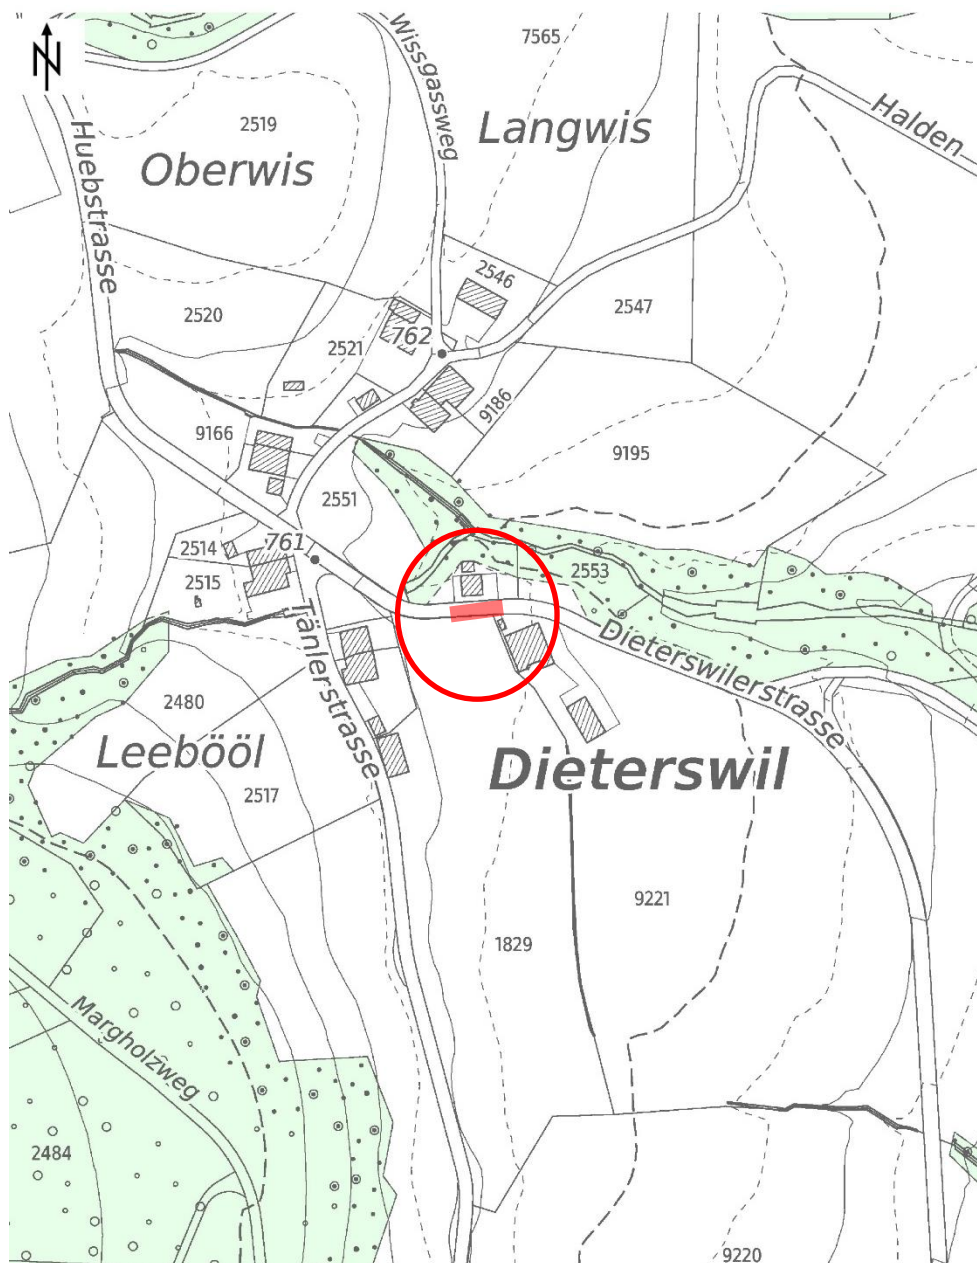 N
Wissgassweg
7565
Langwis
Halden
2519
Oberwis
Huebstrasse
2546
2547
2520
762
2521
9186
9166
9195
2551
761
2514
2515
2553
Tänlerstrasse
Dieterswilerstrasse
2480
Leebööl
Dieterswil
2517
9221
1829
Margholzweg
2484
9220